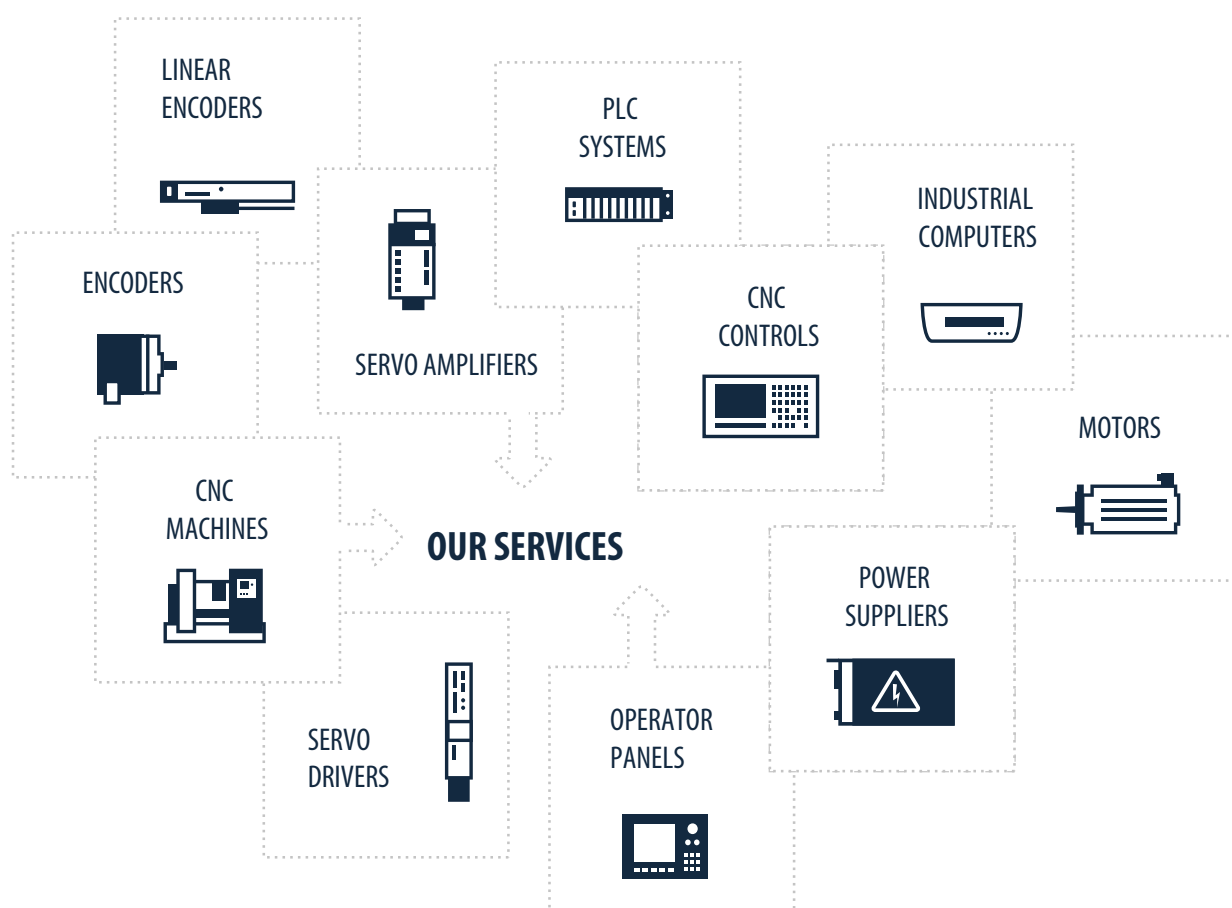 LINEAR
ENCODERS
PLC
SYSTEMS
INDUSTRIAL
COMPUTERS
ENCODERS
CNC
CONTROLS
SERVO AMPLIFIERS
MOTORS
CNC
MACHINES
OUR SERVICES
POWER
SUPPLIERS
OPERATOR
PANELS
SERVO
DRIVERS